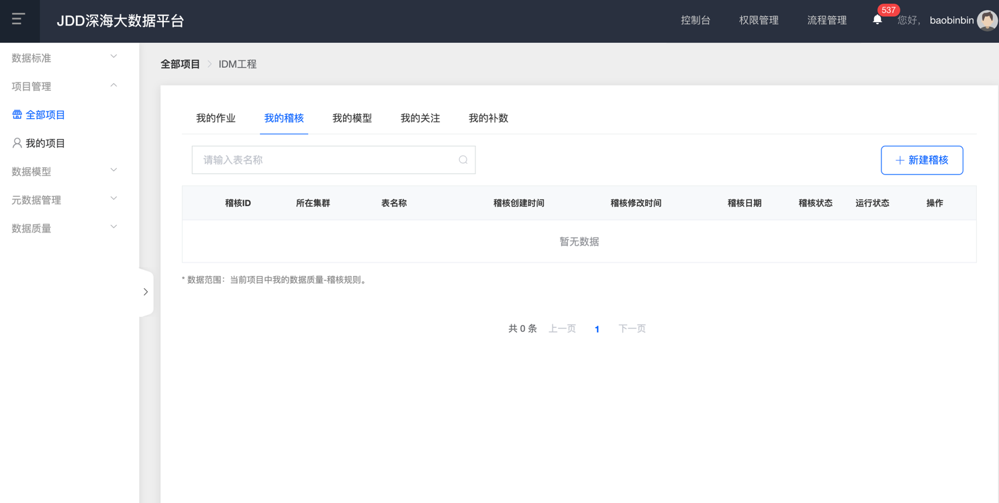 JDD深海大数据平台
控制台 权限管理 流程管理 537 您好, baobinbin
数据标准
项目管理
全部项目
我的项目
数据模型
元数据管理
数据质量
全部项目 IDM工程
我的作业 我的稽核 我的模型 我的关注 我的补数
请输入表名称
新建稽核
稽核ID 所在集群 表名称 稽核创建时间 稽核修改时间 稽核日期 稽核状态 运行状态 操作
暂无数据
* 数据范围：当前项目中我的数据质量-稽核规则。
共 0 条 上一页 1 下一页